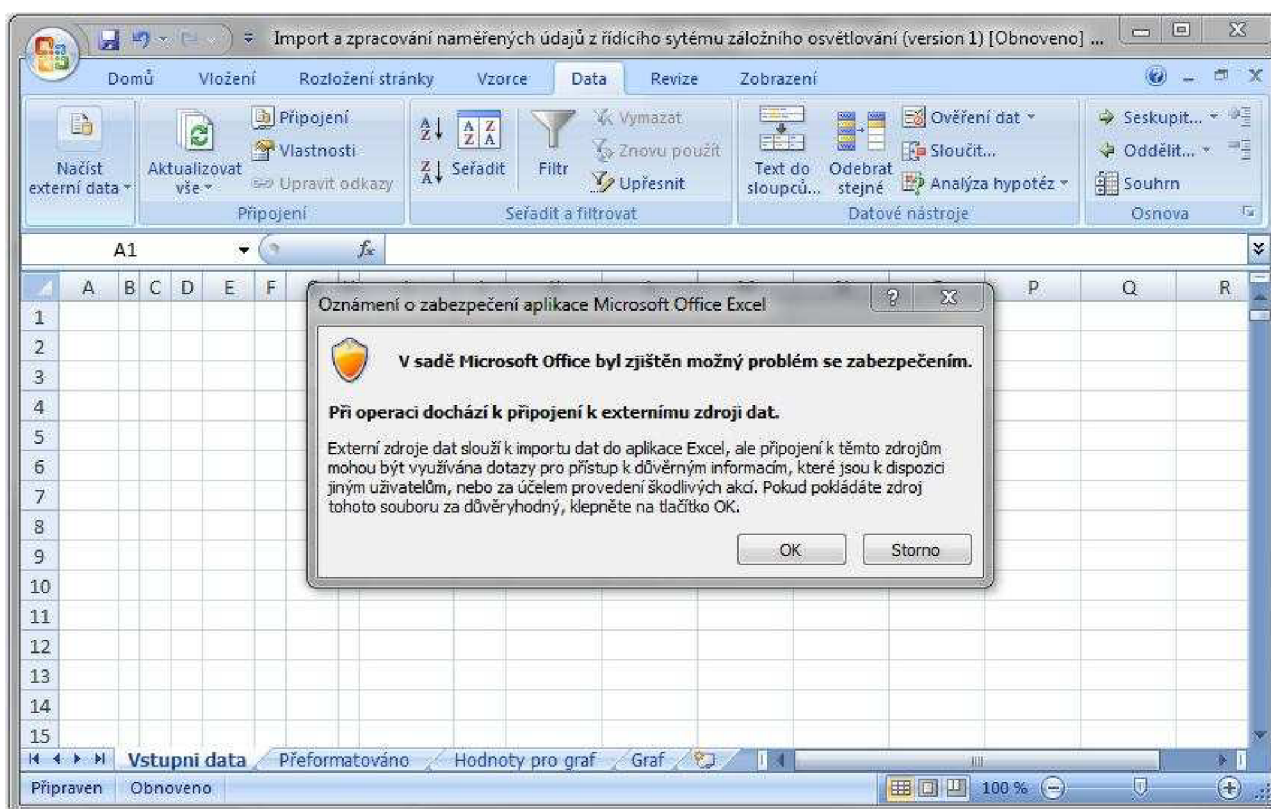 Import a zpracování naměřených údajů z řídícího sytému záložního osvětlování (version 1) [Obnoveno] ...
Domů Vložení Rozložení stránky Vzorce Data Revize Zobrazení
Načíst externí data
Aktualizovat vše
Připojení
Vlastnosti
Upravit odkazy
Připojení
Seřadit
Filtr
Vymazat
Znovu použít
Upřesnit
Seřadit a filtrovat
Text do sloupců...
Odebrat stejné
Ověření dat
Sloučit...
Analýza hypotéz
Datové nástroje
Seskupit...
Oddělit...
Souhrn
Osnova
A1 fx
A B C D E F P Q R
1
2
3
4
5
6
7
8
9
10
11
12
13
14
15
Oznámení o zabezpečení aplikace Microsoft Office Excel
V sadě Microsoft Office byl zjištěn možný problém se zabezpečením.
Při operaci dochází k připojení k externímu zdroji dat.
Externí zdroje dat slouží k importu dat do aplikace Excel, ale připojení k těmto zdrojům
mohou být využívána dotazy pro přístup k důvěrným informacím, které jsou k dispozici
jiným uživatelům, nebo za účelem provedení škodlivých akcí. Pokud pokládáte zdroj
tohoto souboru za důvěryhodný, klepněte na tlačítko OK.
OK Storno
Vstupni data Přeformatováno Hodnoty pro graf Graf
Připraven Obnoveno 100 %